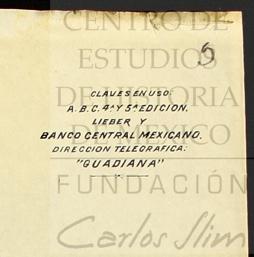 CENTRO DE
ESTUDIOS
DE HISTORIA
DE MEXICO
FUNDACIÓN
Carlos Slim
CLAVES EN USO:
A.B.C. 4ª Y 5ª EDICION,
LIEBER Y
BANCO CENTRAL MEXICANO.
DIRECCION TELEGRAFICA:
"GUADIANA"